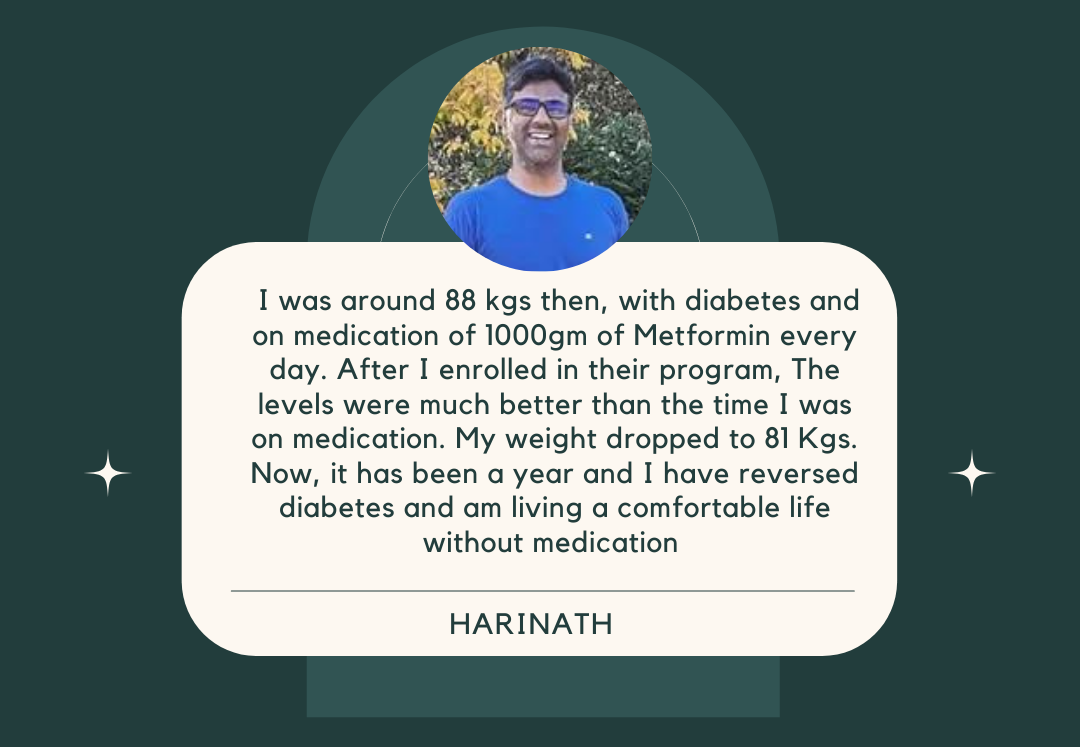 I was around 88 kgs then, with diabetes and
on medication of 1000gm of Metformin every
day. After I enrolled in their program, The
levels were much better than the time I was
on medication. My weight dropped to 81 Kgs.
Now, it has been a year and I have reversed
diabetes and am living a comfortable life
without medication
HARINATH